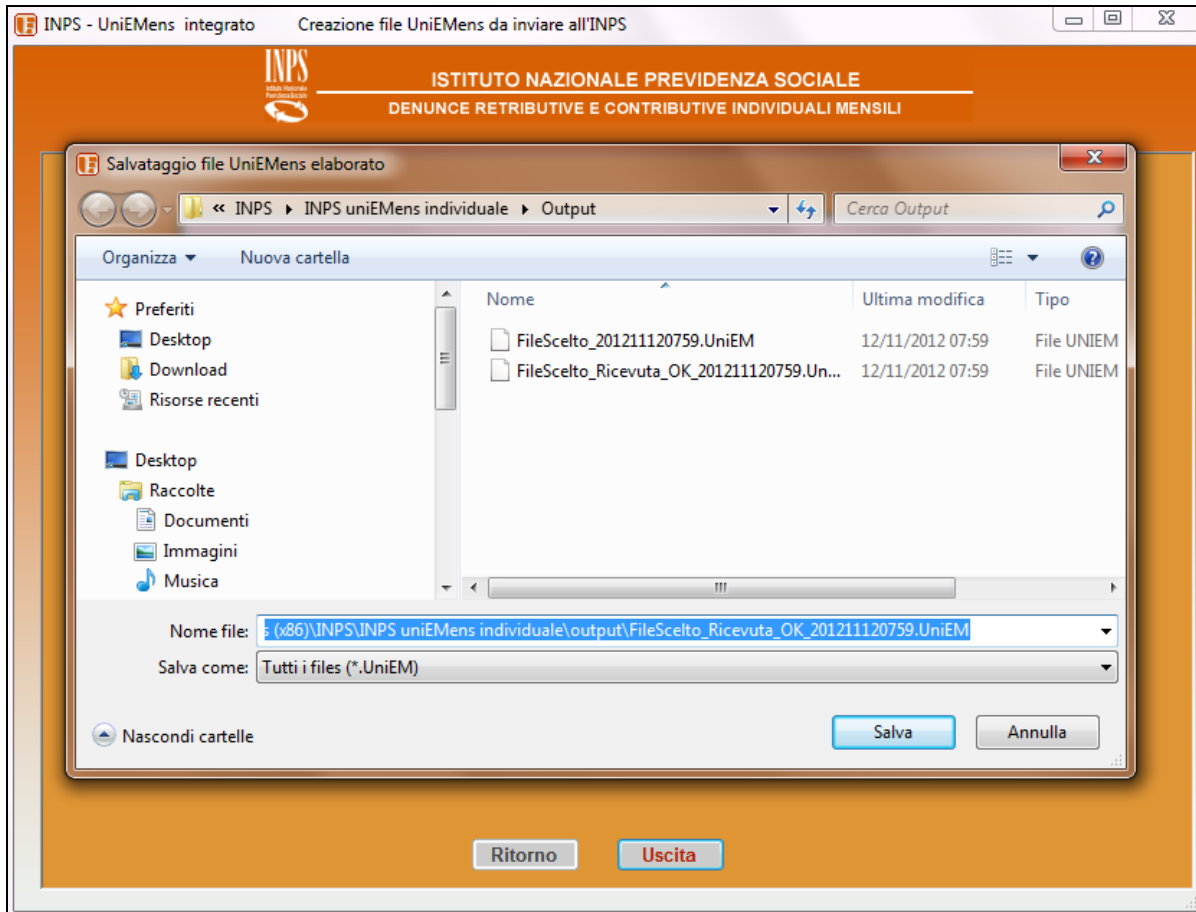 INPS - UniEMens integrato Creazione file UniEMens da inviare all'INPS
INPS
Istituto Nazionale
Previdenza Sociale
ISTITUTO NAZIONALE PREVIDENZA SOCIALE
DENUNCE RETRIBUTIVE E CONTRIBUTIVE INDIVIDUALI MENSILI
Salvataggio file UniEMens elaborato
« INPS INPS uniEMens individuale Output Cerca Output
Organizza Nuova cartella
Nome Ultima modifica Tipo
Preferiti
Desktop
Download
Risorse recenti
Desktop
Raccolte
Documenti
Immagini
Musica
FileScelto_201211120759.UniEM 12/11/2012 07:59 File UNIEM
FileScelto_Ricevuta_OK_201211120759.Un... 12/11/2012 07:59 File UNIEM
Nome file: s (x86)\INPS\INPS uniEMens individuale\output\FileScelto_Ricevuta_OK_201211120759.UniEM
Salva come: Tutti i files (*.UniEM)
Nascondi cartelle Salva Annulla
Ritorno Uscita